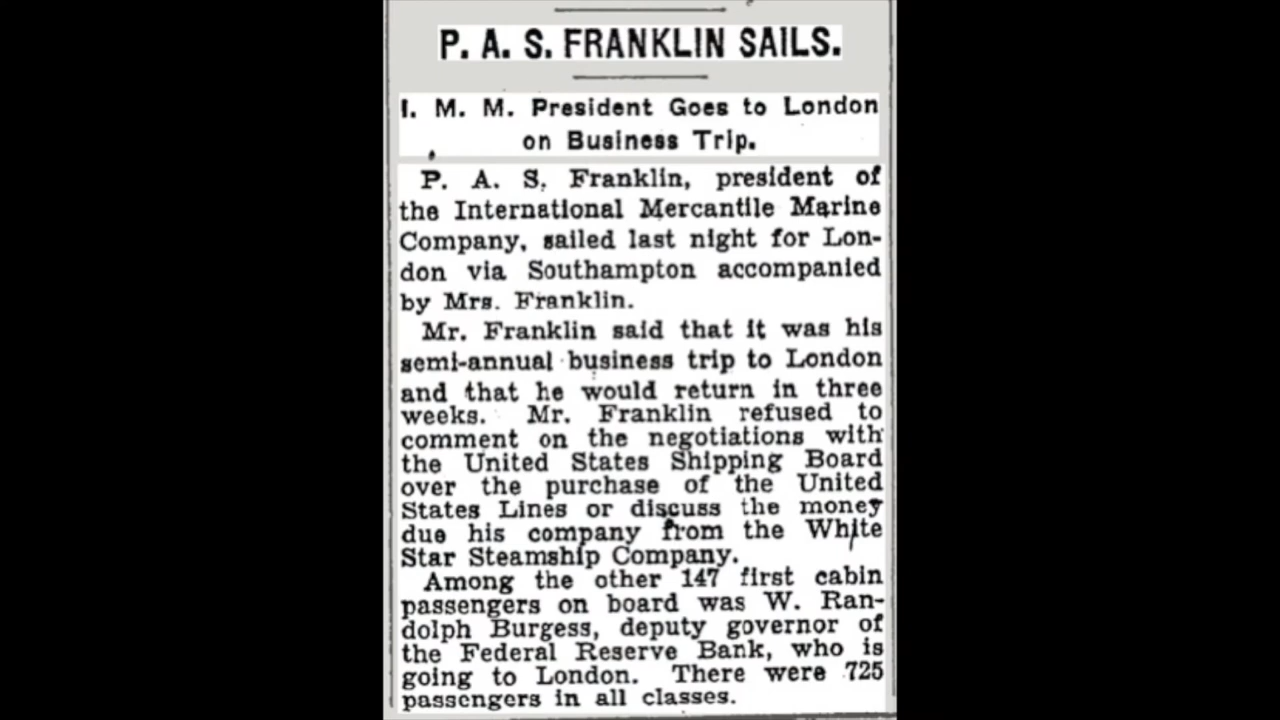 P. A. S. FRANKLIN SAILS.
I. M. M. President Goes to London
on Business Trip.
P. A. S. Franklin, president of
the International Mercantile Marine
Company, sailed last night for Lon-
don via Southampton accompanied
by Mrs. Franklin.
Mr. Franklin said that it was his
semi-annual business trip to London
and that he would return in three
weeks. Mr. Franklin refused to
comment on the negotiations with
the United States Shipping Board
over the purchase of the United
States Lines or discuss the money
due his company from the White
Star Steamship Company.
Among the other 147 first cabin
passengers on board was W. Ran-
dolph Burgess, deputy governor of
the Federal Reserve Bank, who is
going to London. There were 725
passengers in all classes.